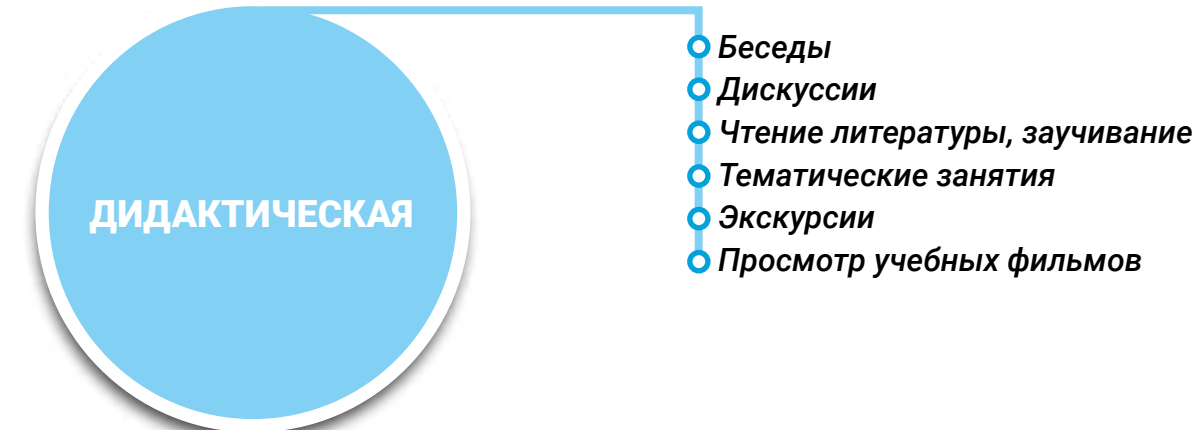 ДИДАКТИЧЕСКАЯ
Беседы
Дискуссии
Чтение литературы, заучивание
Тематические занятия
Экскурсии
Просмотр учебных фильмов